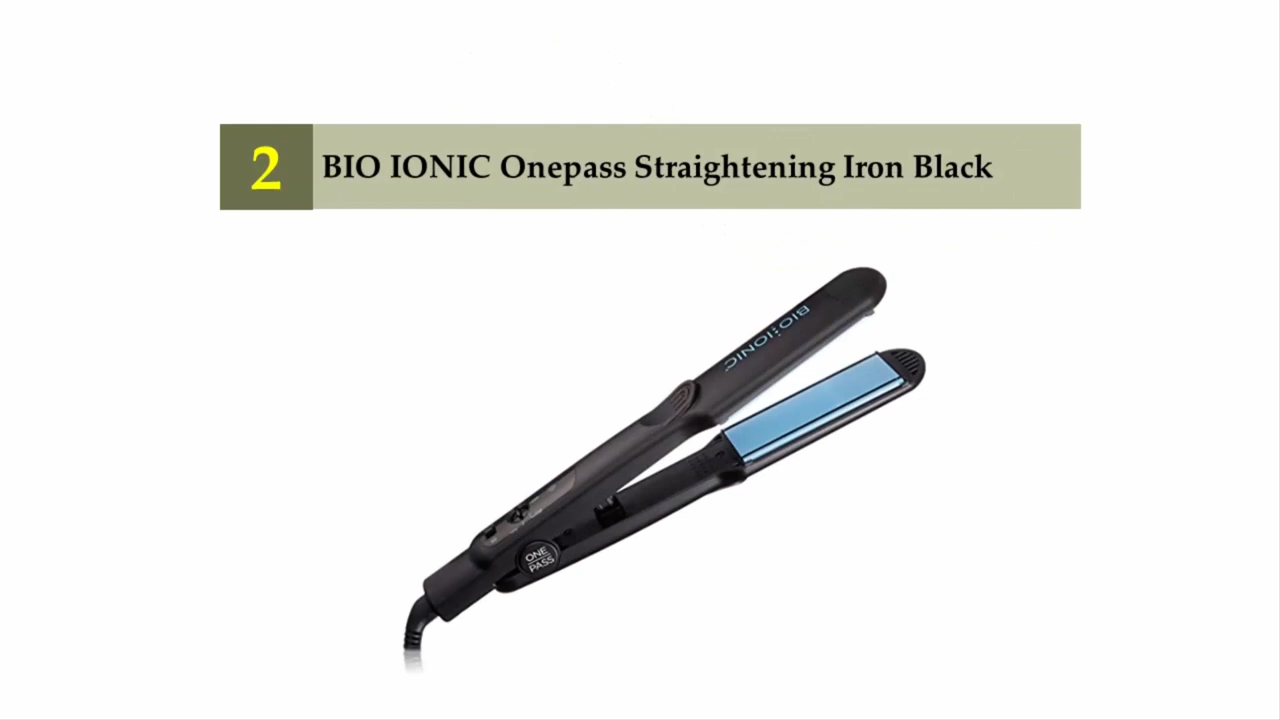 2 BIO IONIC Onepass Straightening Iron Black
BIO:IONIC
ONE
PASS